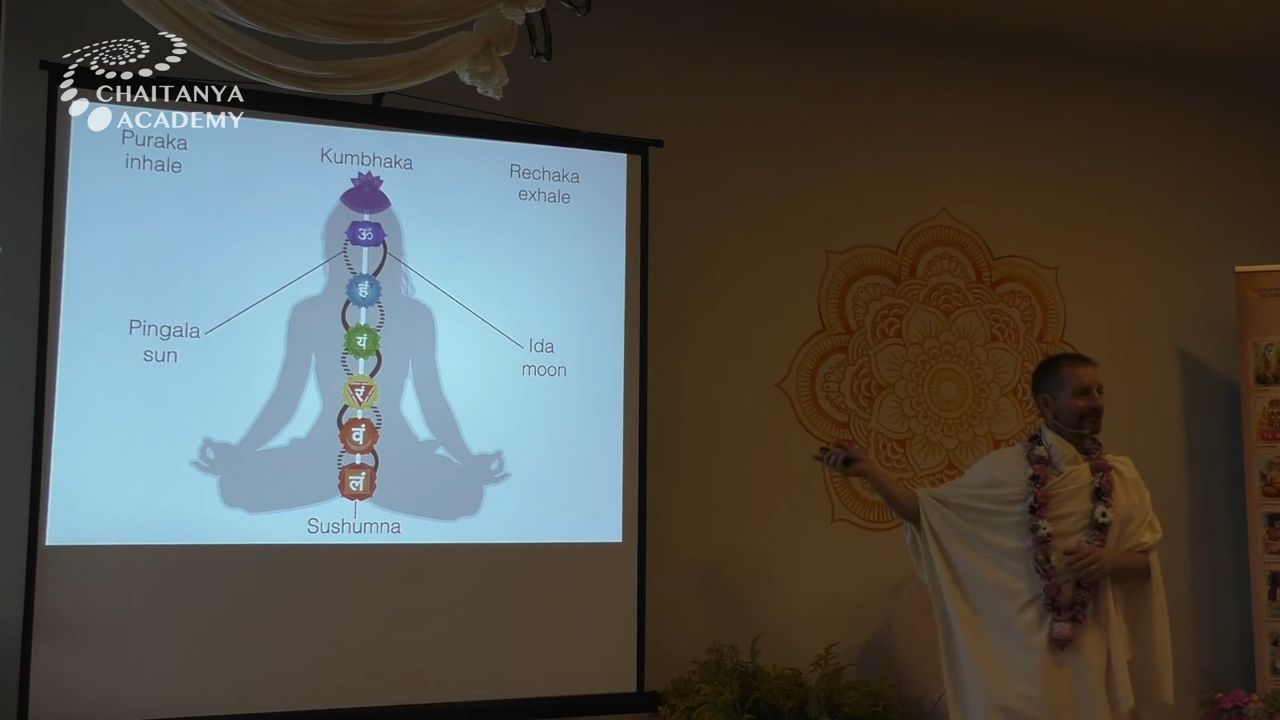 CHAITANYA
ACADEMY
Puraka
inhale
Kumbhaka
Rechaka
exhale
ॐ
हं
यं
रं
वं
लं
Pingala
sun
Ida
moon
Sushumna